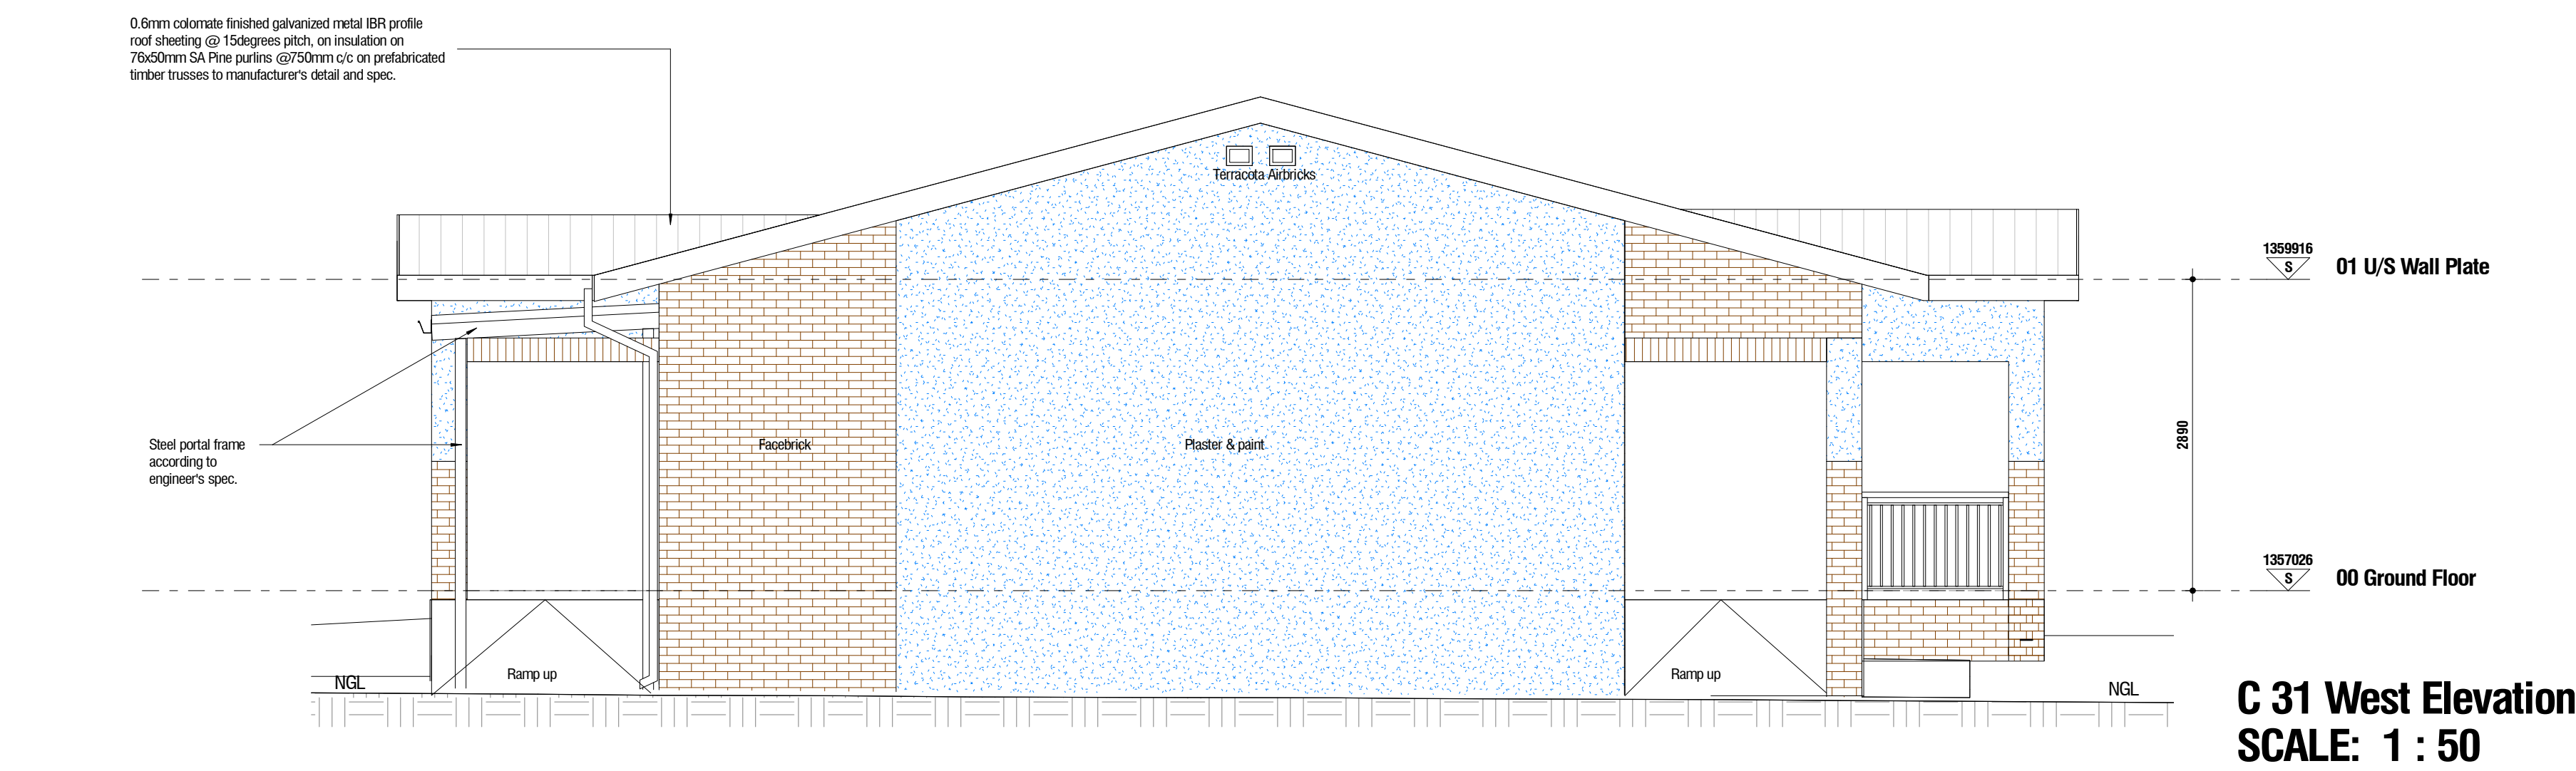 0.6mm colomate finished galvanized metal IBR profile
roof sheeting @ 15degrees pitch, on insulation on
76x50mm SA Pine purlins @750mm c/c on prefabricated
timber trusses to manufacturer's detail and spec.
Terracota Airbricks
1359916
S
01 U/S Wall Plate
Steel portal frame
according to
engineer's spec.
Facebrick
Plaster & paint
2890
1357026
S
00 Ground Floor
Ramp up
Ramp up
NGL
NGL
C 31 West Elevation
SCALE: 1 : 50